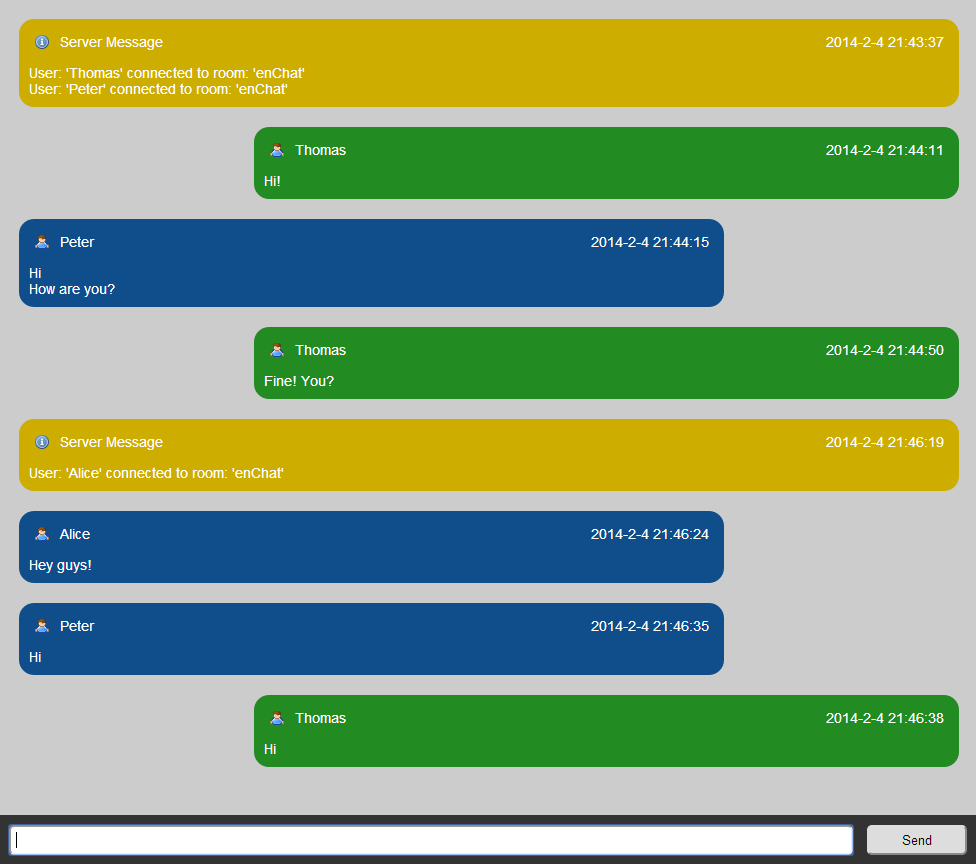 Server Message 2014-2-4 21:43:37
User: 'Thomas' connected to room: 'enChat'
User: 'Peter' connected to room: 'enChat'
Thomas 2014-2-4 21:44:11
Hi!
Peter 2014-2-4 21:44:15
Hi
How are you?
Thomas 2014-2-4 21:44:50
Fine! You?
Server Message 2014-2-4 21:46:19
User: 'Alice' connected to room: 'enChat'
Alice 2014-2-4 21:46:24
Hey guys!
Peter 2014-2-4 21:46:35
Hi
Thomas 2014-2-4 21:46:38
Hi
Send